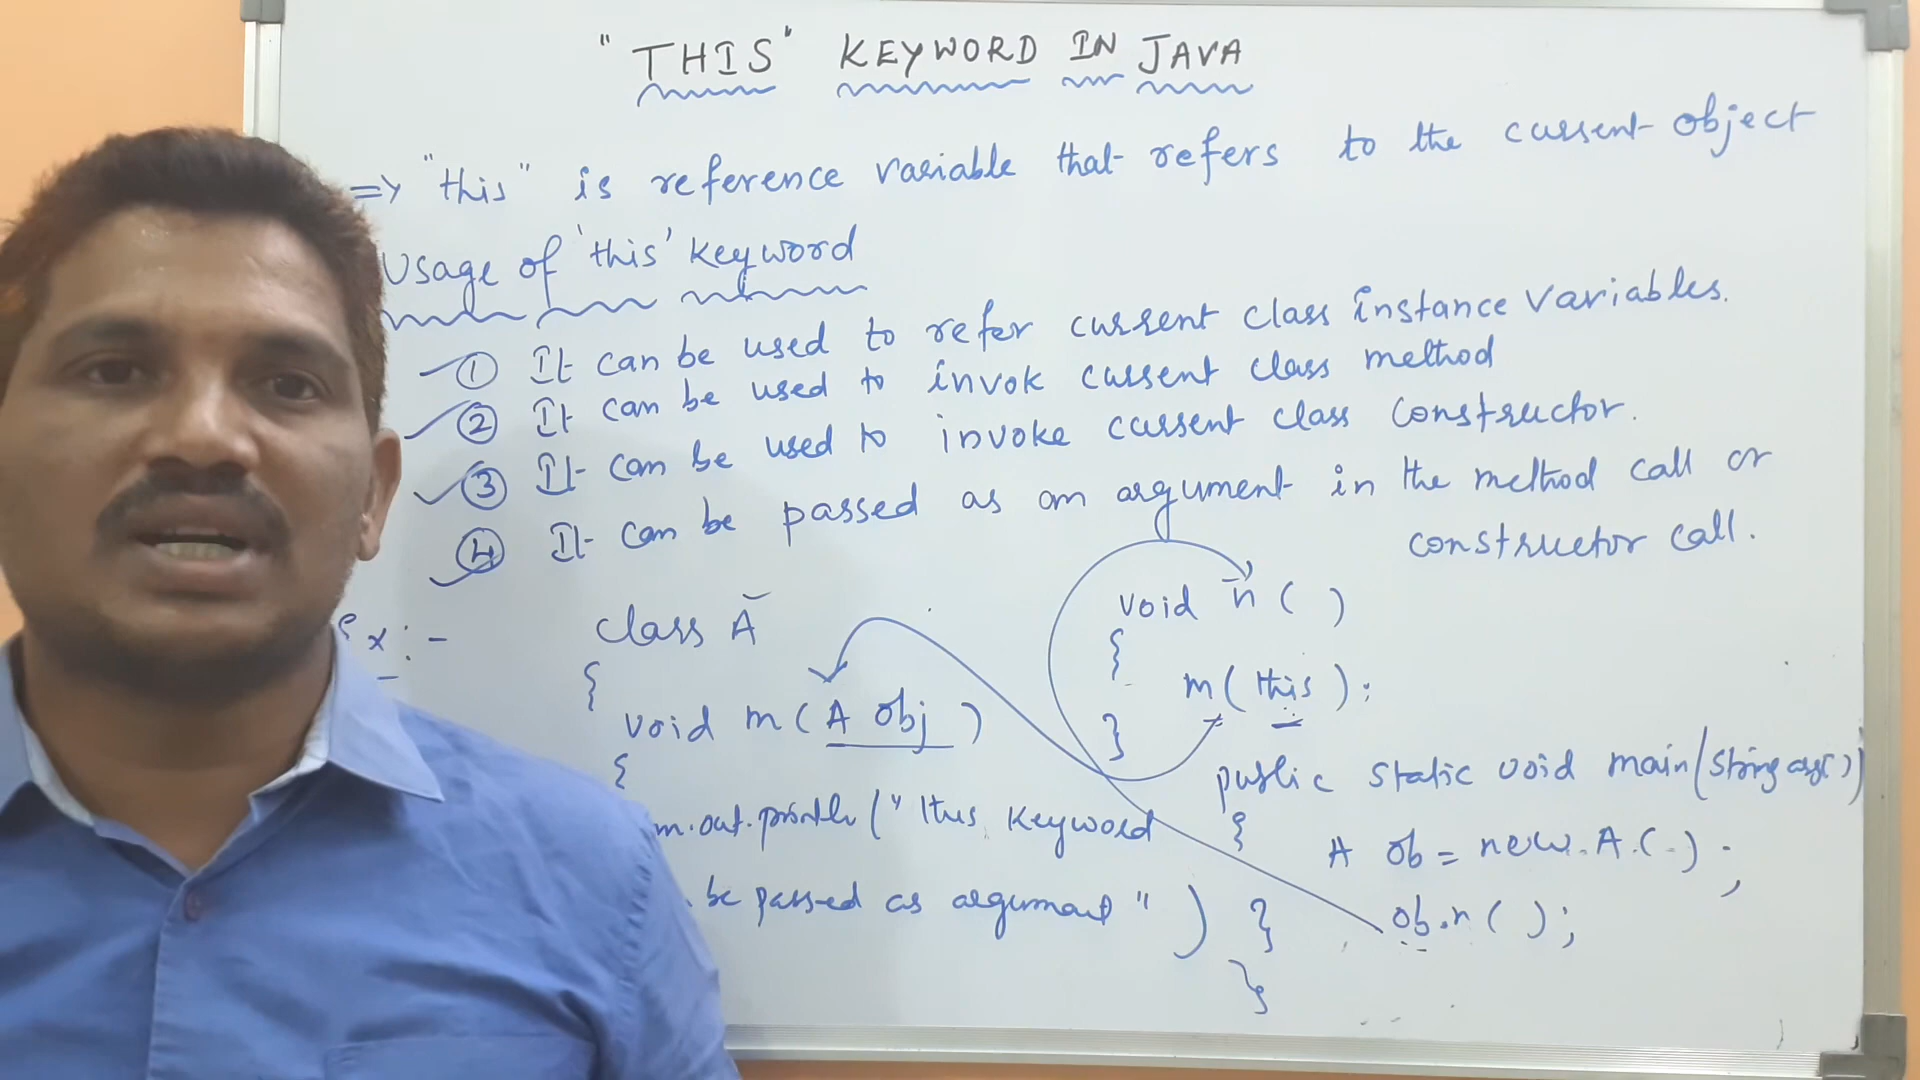 "THIS" KEYWORD IN JAVA
=> "this" is reference variable that refers to the current object
Usage of 'this' keyword
① It can be used to refer current class instance variables.
② It can be used to invok current class method
③ It can be used to invoke current class constructor.
④ It can be passed as an argument in the method call or
constructor call.
Ex:-
class A
{
void m(A obj)
{
m.out.println("this keyword
be passed as argument")
void n()
{
m(this);
}
public static void main(String args[])
{
A ob = new A();
ob.n();
}
}